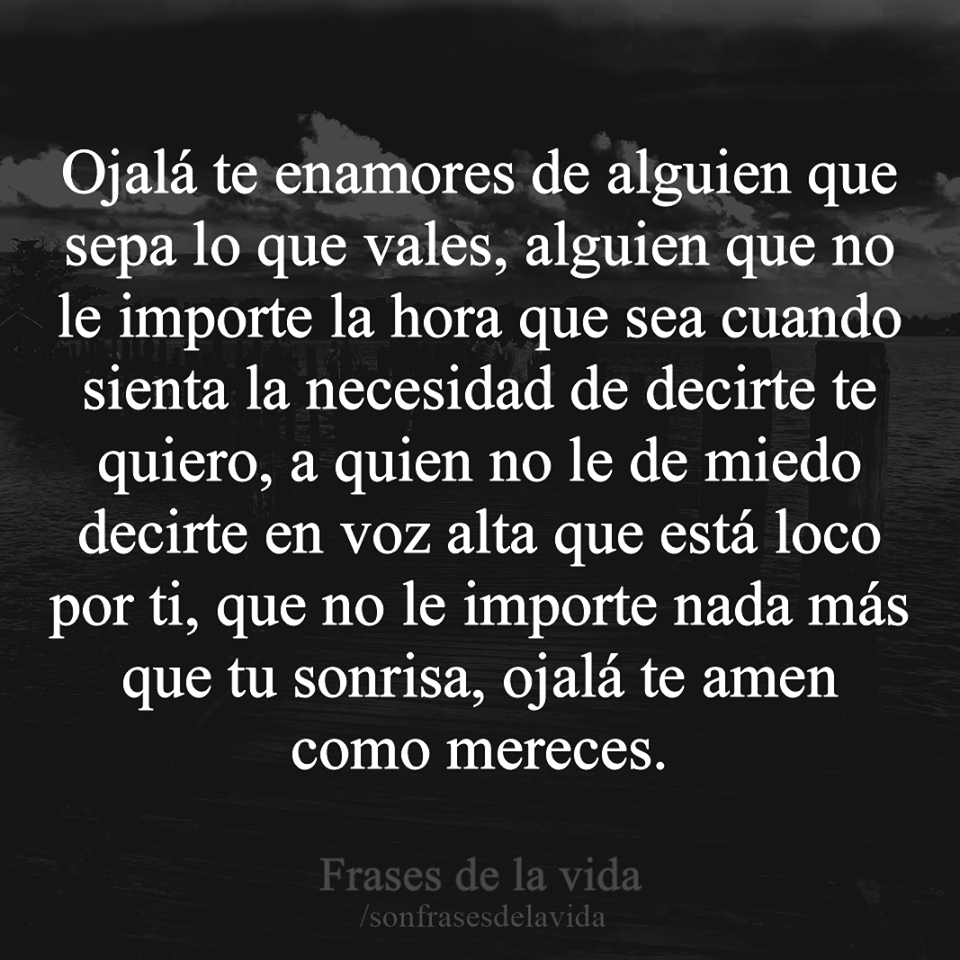 Ojalá te enamores de alguien que
sepa lo que vales, alguien que no
le importe la hora que sea cuando
sienta la necesidad de decirte te
quiero, a quien no le de miedo
decirte en voz alta que está loco
por ti, que no le importe nada más
que tu sonrisa, ojalá te amen
como mereces.
Frases de la vida
/sonfrasesdelavida